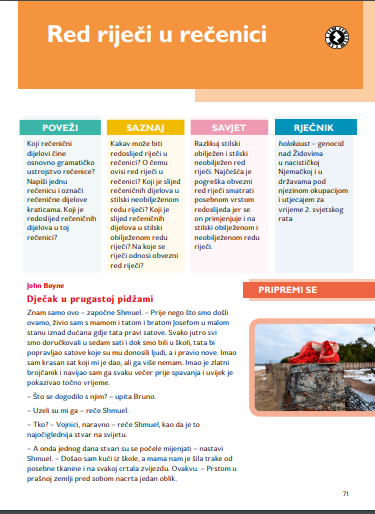 Red riječi u rečenici
POVEŽI
Koji rečenični
dijelovi čine
osnovno gramatičko
ustrojstvo rečenice?
Napiši jednu
rečenicu i označi
rečenične dijelove
kraticama. Koji je
redoslijed rečeničnih
dijelova u toj
rečenici?
SAZNAJ
Kakav može biti
redoslijed riječi u
rečenici? O čemu
ovisi red riječi u
rečenici? Koji je slijed
rečeničnih dijelova u
stilski neobilježenom
redu riječi? Koji je
slijed rečeničnih
dijelova u stilski
obilježenom redu
riječi? Na koje se
riječi odnosi obvezni
red riječi?
SAVJET
Razlikuj stilski
obilježen i stilski
neobilježen red
riječi. Najčešća je
pogreška obvezni
red riječi smatrati
posebnom vrstom
redoslijeda jer se
on primjenjuje i na
stilski obilježenom i
neobilježenom redu
riječi.
RJEČNIK
holokaust – genocid
nad Židovima
u nacističkoj
Njemačkoj i u
državama pod
njezinom okupacijom
i utjecajem za
vrijeme 2. svjetskog
rata
John Boyne
Dječak u prugastoj pidžami
Znam samo ovo – započne Shmuel. – Prije nego što smo došli
ovamo, živio sam s mamom i tatom i bratom Josefom u malom
stanu iznad dućana gdje tata pravi satove. Svako jutro svi
smo doručkovali u sedam sati i dok smo bili u školi, tata bi
popravljao satove koje su mu donosili ljudi, a i pravio nove. Imao
sam krasan sat koji mi je dao, ali ga više nemam. Imao je zlatni
brojčanik i navijao sam ga svaku večer prije spavanja i uvijek je
pokazivao točno vrijeme.
– Što se dogodilo s njim? – upita Bruno.
– Uzeli su mi ga – reče Shmuel.
– Tko? – Vojnici, naravno – reče Shmuel, kao da je to
najočiglednija stvar na svijetu.
– A onda jednog dana stvari su se počele mijenjati – nastavi
Shmuel. – Došao sam kući iz škole, a mama nam je šila trake od
posebne tkanine i na svakoj crtala zvijezdu. Ovakvu. – Prstom u
prašnoj zemlji pred sobom nacrta jedan oblik.
PRIPREMI SE
71